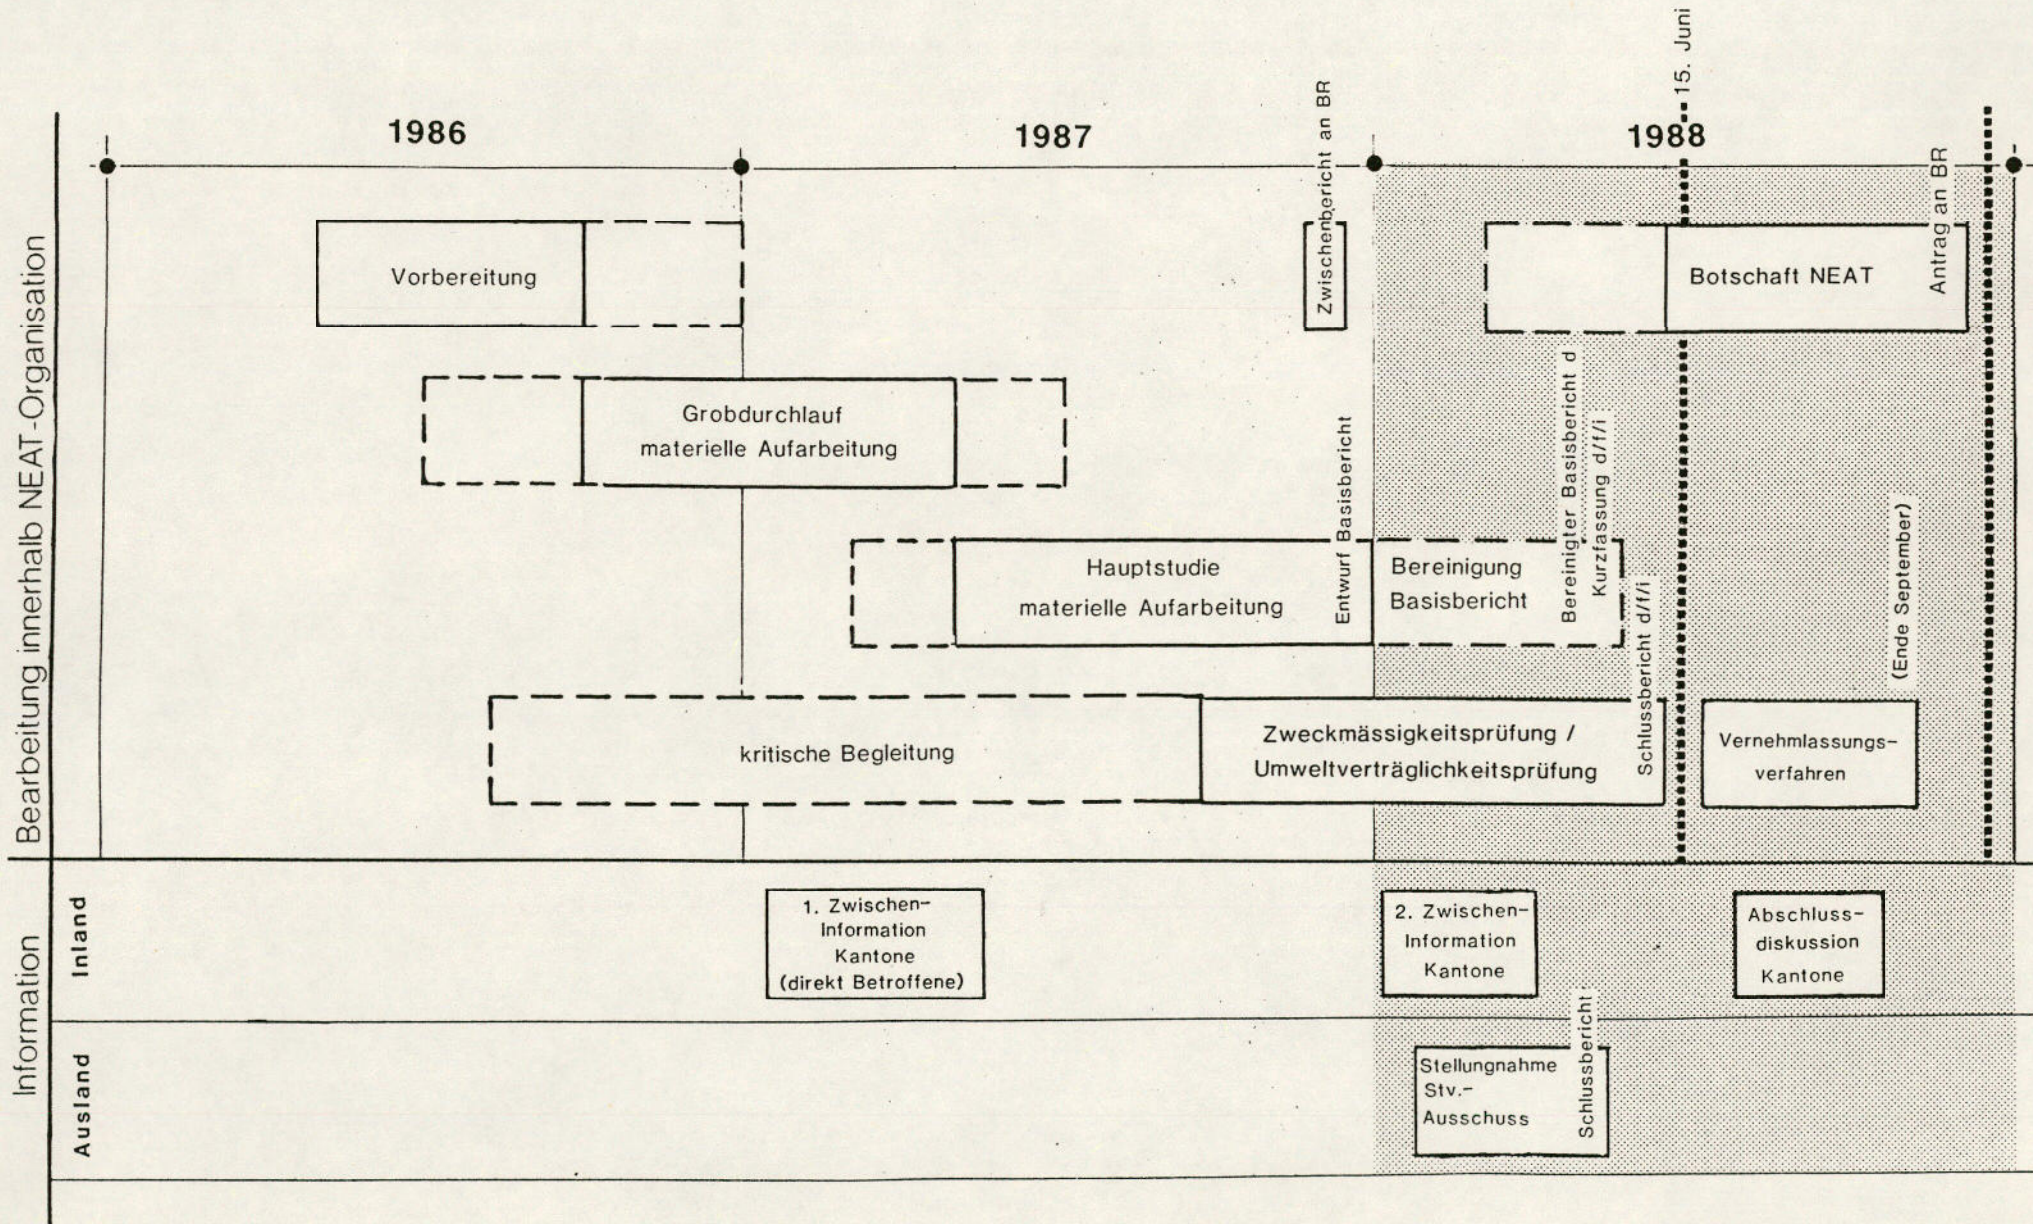 15. Juni
1986
1987
1988
Bearbeitung innerhalb NEAT-Organisation
Vorbereitung
Zwischenbericht an BR
Botschaft NEAT
Antrag an BR
Grobdurchlauf
materielle Aufarbeitung
Hauptstudie
materielle Aufarbeitung
Entwurf Basisbericht
Bereinigung
Basisbericht
Bereinigter Basisbericht d
Kurzfassung d/f/i
kritische Begleitung
Zweckmässigkeitsprüfung /
Umweltverträglichkeitsprüfung
Schlussbericht d/f/i
Vernehmlassungs-
verfahren
(Ende September)
Information
Inland
1. Zwischen-
Information
Kantone
(direkt Betroffene)
2. Zwischen-
Information
Kantone
Abschluss-
diskussion
Kantone
Ausland
Stellungnahme
Stv.-
Ausschuss
Schlussbericht